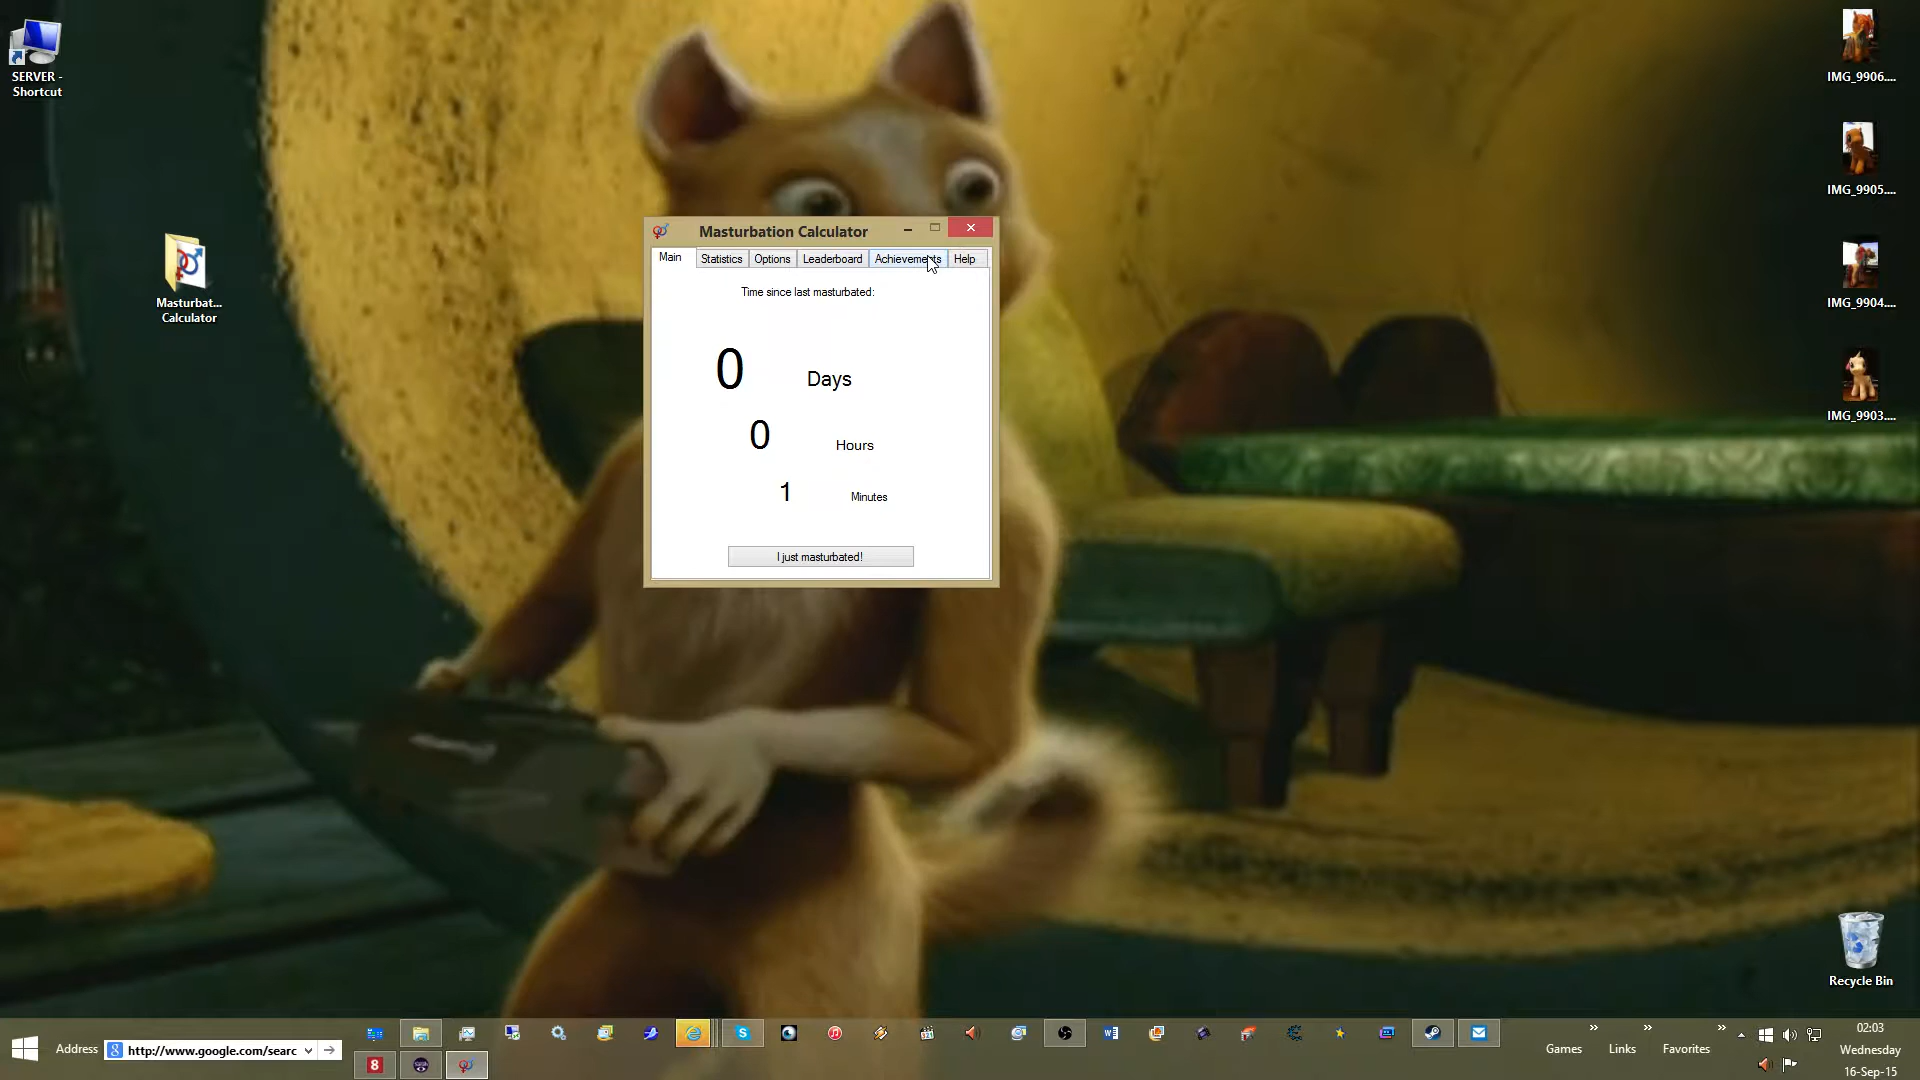 SERVER -
Shortcut
Masturbat...
Calculator
Masturbation Calculator
Main
Statistics
Options
Leaderboard
Achievements
Help
Time since last masturbated:
0 Days
0 Hours
1 Minutes
I just masturbated!
IMG_9906....
IMG_9905....
IMG_9904....
IMG_9903....
Recycle Bin
Address
http://www.google.com/searc
8
Games
Links
Favorites
02:03
Wednesday
16-Sep-15